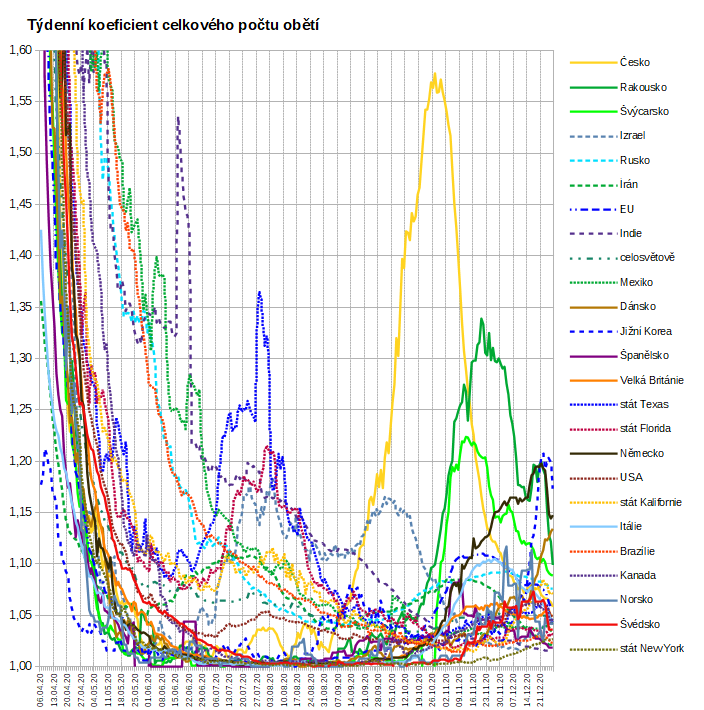 Týdenní koeficient celkového počtu obětí
1,60
1,55
1,50
1,45
1,40
1,35
1,30
1,25
1,20
1,15
1,10
1,05
1,00
06.04.20
13.04.20
20.04.20
27.04.20
04.05.20
11.05.20
18.05.20
25.05.20
01.06.20
08.06.20
15.06.20
22.06.20
29.06.20
06.07.20
13.07.20
20.07.20
27.07.20
03.08.20
10.08.20
17.08.20
24.08.20
31.08.20
07.09.20
14.09.20
21.09.20
28.09.20
05.10.20
12.10.20
19.10.20
26.10.20
02.11.20
09.11.20
16.11.20
23.11.20
30.11.20
07.12.20
14.12.20
21.12.20
Česko
Rakousko
Švýcarsko
Izrael
Rusko
Írán
EU
Indie
celosvětově
Mexiko
Dánsko
Jižní Korea
Španělsko
Velká Británie
stát Texas
stát Florida
Německo
USA
stát Kalifornie
Itálie
Brazílie
Kanada
Norsko
Švédsko
stát New York